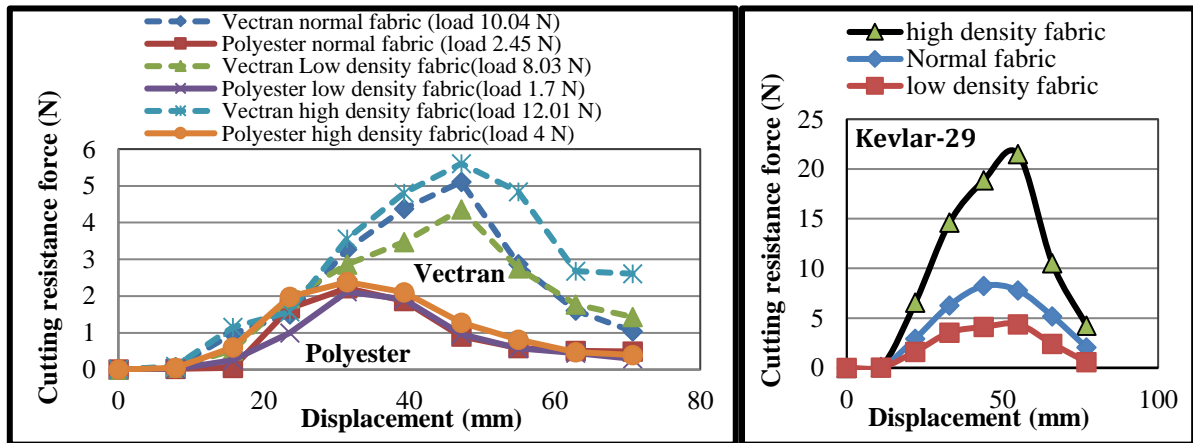 Vectran normal fabric (load 10.04 N)
Polyester normal fabric (load 2.45 N)
Vectran Low density fabric(load 8.03 N)
Polyester low density fabric(load 1.7 N)
Vectran high density fabric(load 12.01 N)
Polyester high density fabric(load 4 N)
Cutting resistance force (N)
6
5
4
3
2
1
0
Vectran
Polyester
0 20 40 60 80
Displacement (mm)
high density fabric
Normal fabric
low density fabric
Cutting resistance force (N)
25
20
15
10
5
0
Kevlar-29
0 50 100
Displacement (mm)